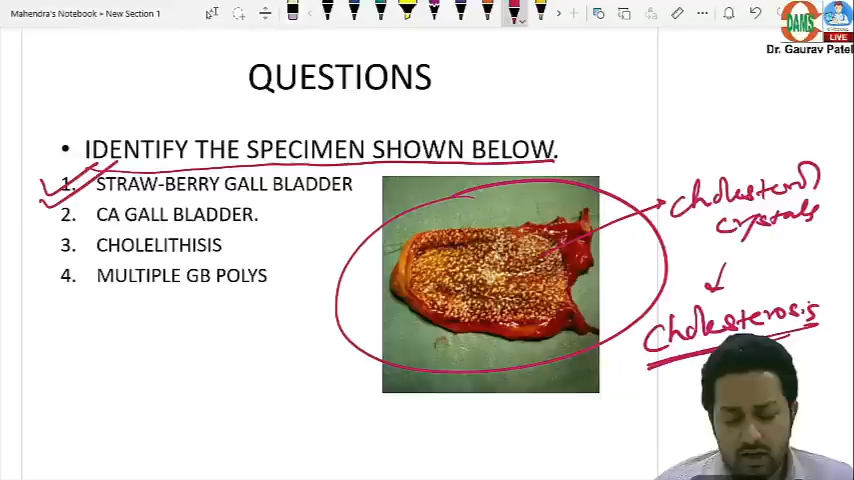 Mahendra's Notebook » New Section 1
DAMS
LIVE
Dr. Gaurav Patel
QUESTIONS
• IDENTIFY THE SPECIMEN SHOWN BELOW.
1. STRAW-BERRY GALL BLADDER
2. CA GALL BLADDER.
3. CHOLELITHISIS
4. MULTIPLE GB POLYS
cholesterol
crystals
cholesterosis